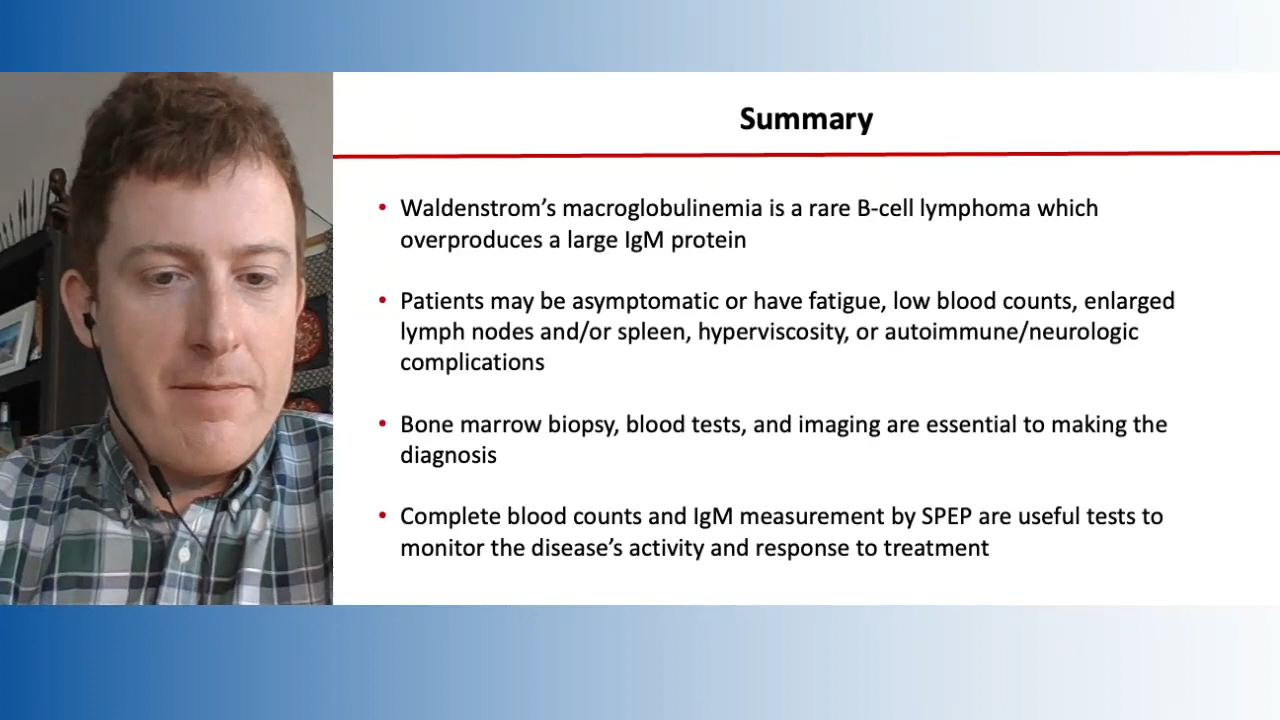 Summary
• Waldenstrom’s macroglobulinemia is a rare B-cell lymphoma which
overproduces a large IgM protein
• Patients may be asymptomatic or have fatigue, low blood counts, enlarged
lymph nodes and/or spleen, hyperviscosity, or autoimmune/neurologic
complications
• Bone marrow biopsy, blood tests, and imaging are essential to making the
diagnosis
• Complete blood counts and IgM measurement by SPEP are useful tests to
monitor the disease’s activity and response to treatment